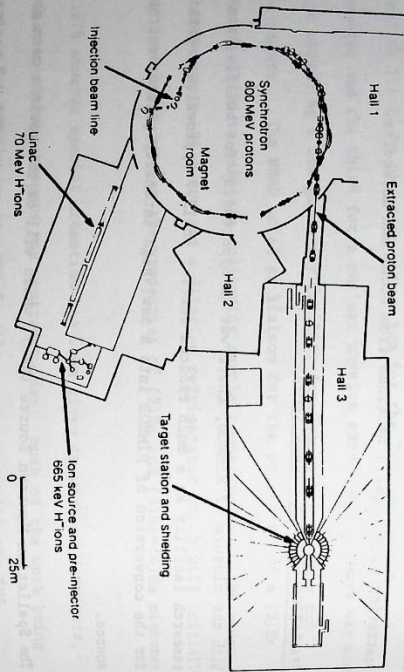 Hall 1
Extracted proton beam
Injection beam line
Synchrotron
800 MeV protons
Magnet
room
Linac
70 MeV H⁻ions
Hall 2
Hall 3
Target station and shielding
Ion source and pre-injector
665 keV H⁻ions
0
25m